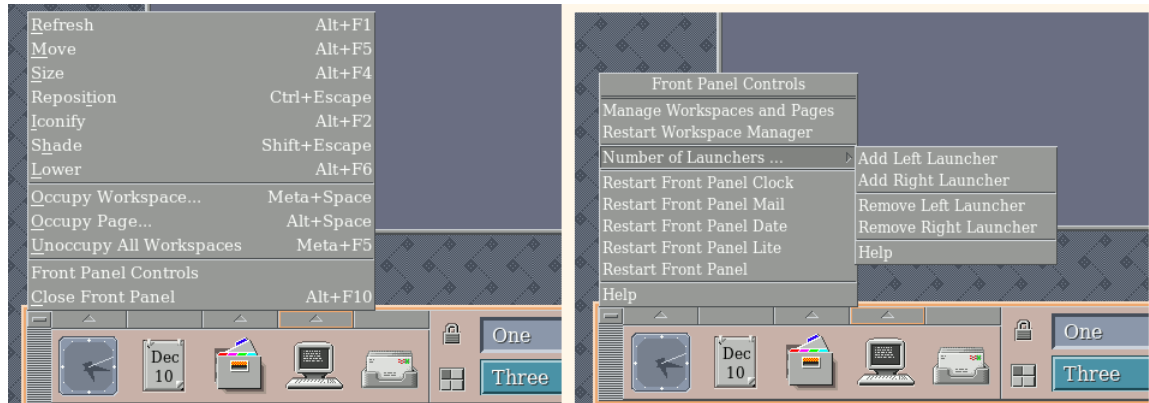 Refresh Alt+F1
Move Alt+F5
Size Alt+F4
Reposition Ctrl+Escape
Iconify Alt+F2
Shade Shift+Escape
Lower Alt+F6
Occupy Workspace... Meta+Space
Occupy Page... Alt+Space
Unoccupy All Workspaces Meta+F5
Front Panel Controls
Close Front Panel Alt+F10
Dec
10
One
Three
Front Panel Controls
Manage Workspaces and Pages
Restart Workspace Manager
Number of Launchers ...
Restart Front Panel Clock
Restart Front Panel Mail
Restart Front Panel Date
Restart Front Panel Lite
Restart Front Panel
Help
Add Left Launcher
Add Right Launcher
Remove Left Launcher
Remove Right Launcher
Help
Dec
10
One
Three